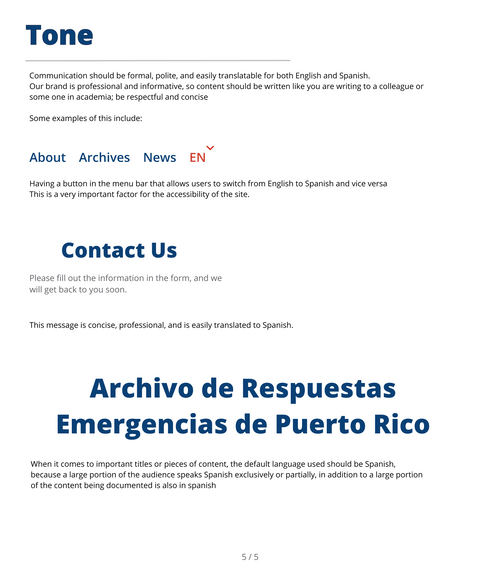 Tone
Communication should be formal, polite, and easily translatable for both English and Spanish.
Our brand is professional and informative, so content should be written like you are writing to a colleague or
some one in academia; be respectful and concise
Some examples of this include:
About Archives News EN
Having a button in the menu bar that allows users to switch from English to Spanish and vice versa
This is a very important factor for the accessibility of the site.
Contact Us
Please fill out the information in the form, and we
will get back to you soon.
This message is concise, professional, and is easily translated to Spanish.
Archivo de Respuestas
Emergencias de Puerto Rico
When it comes to important titles or pieces of content, the default language used should be Spanish,
because a large portion of the audience speaks Spanish exclusively or partially, in addition to a large portion
of the content being documented is also in spanish
5 / 5